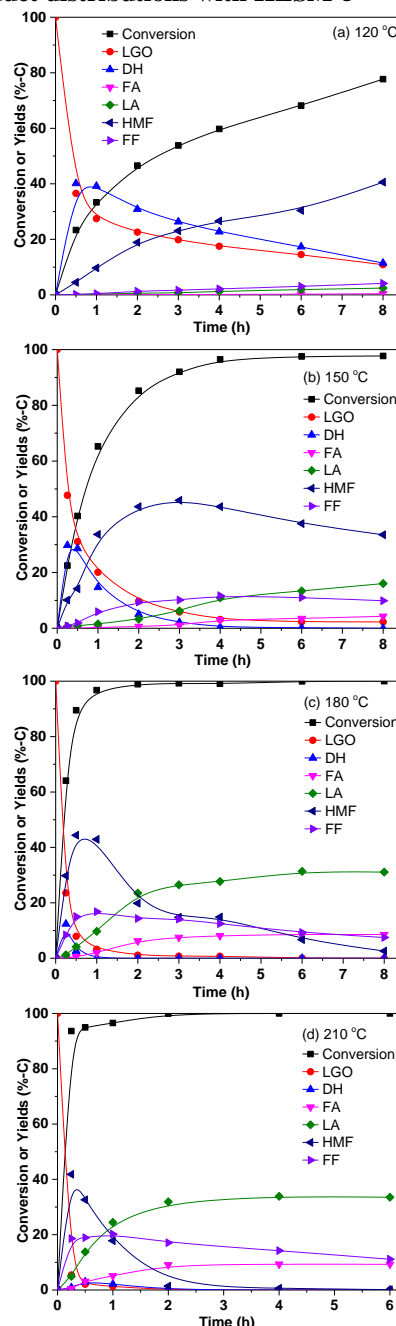 distributions with
(a) 120 °C
Conversion
LGO
DH
FA
LA
HMF
FF
Conversion or Yields (%-C)
100
80
60
40
20
0
0 1 2 3 4 5 6 7 8
Time (h)
(b) 150 °C
Conversion
LGO
DH
FA
LA
HMF
FF
Conversion or Yields (%-C)
100
80
60
40
20
0
0 1 2 3 4 5 6 7 8
Time (h)
(c) 180 °C
Conversion
LGO
DH
FA
LA
HMF
FF
Conversion or Yields (%-C)
100
80
60
40
20
0
0 1 2 3 4 5 6 7 8
Time (h)
(d) 210 °C
Conversion
LGO
DH
FA
LA
HMF
FF
Conversion or Yields (%-C)
100
80
60
40
20
0
0 1 2 3 4 5 6
Time (h)